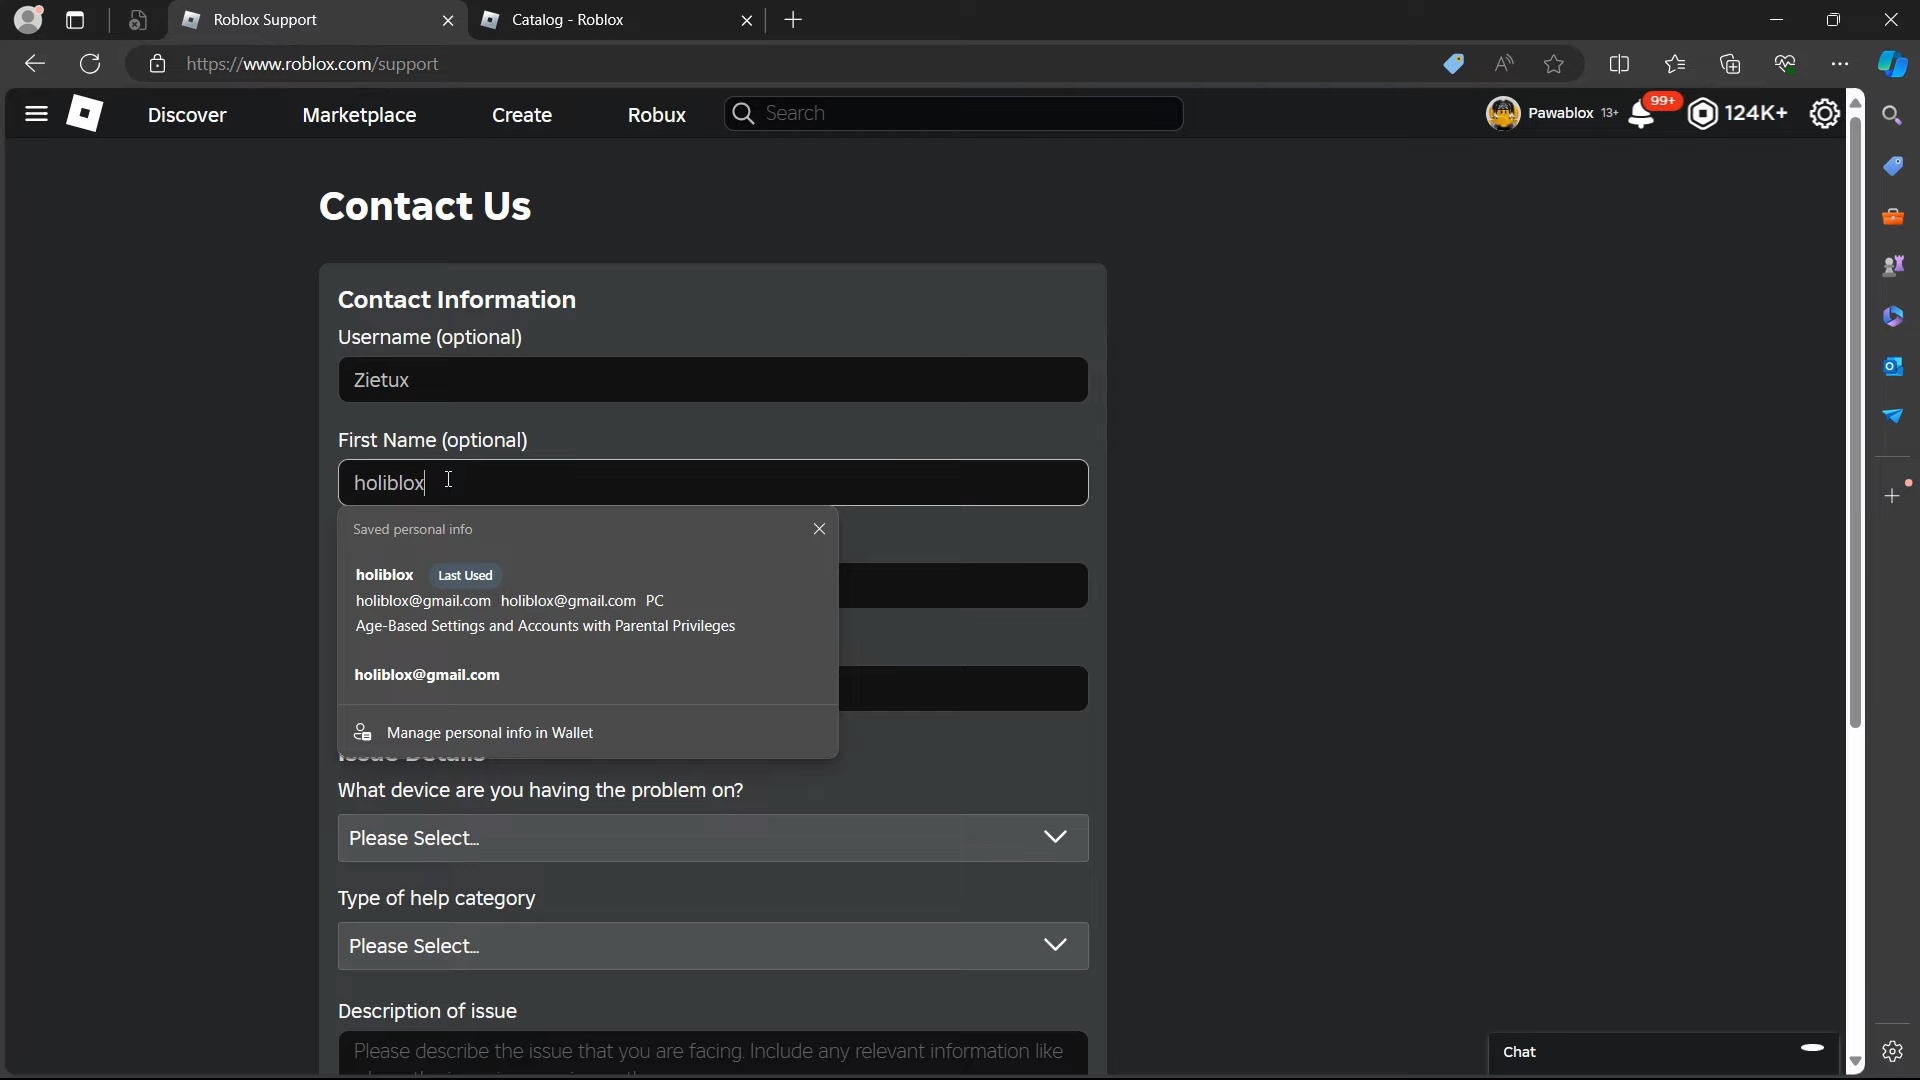 Roblox Support
Catalog - Roblox
https://www.roblox.com/support
Discover
Marketplace
Create
Robux
Search
Pawablox 13+
99+
124K+
Contact Us
Contact Information
Username (optional)
Zietux
First Name (optional)
holiblox
Saved personal info
holiblox Last Used
holiblox@gmail.com holiblox@gmail.com PC
Age-Based Settings and Accounts with Parental Privileges
holiblox@gmail.com
Manage personal info in Wallet
Issue Details
What device are you having the problem on?
Please Select...
Type of help category
Please Select...
Description of issue
Please describe the issue that you are facing. Include any relevant information like
Chat